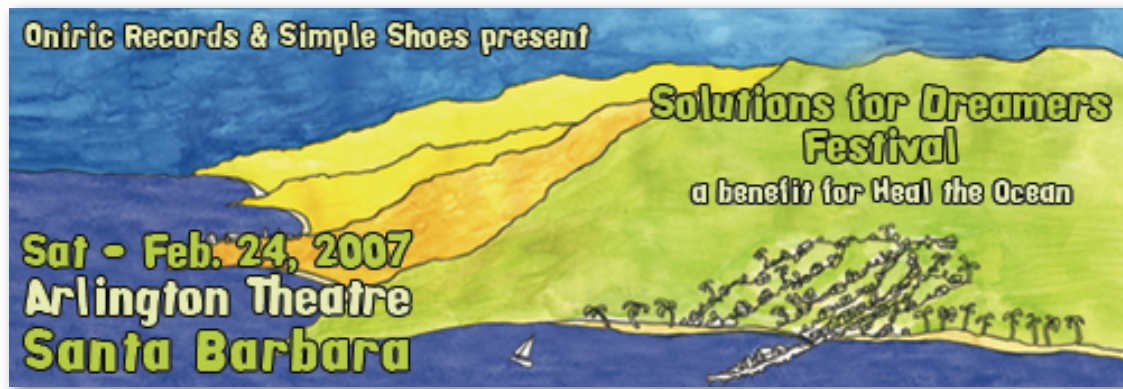 Oniric Records & Simple Shoes present
Solutions for Dreamers
Festival
a benefit for Heal the Ocean
Sat - Feb. 24, 2007
Arlington Theatre
Santa Barbara